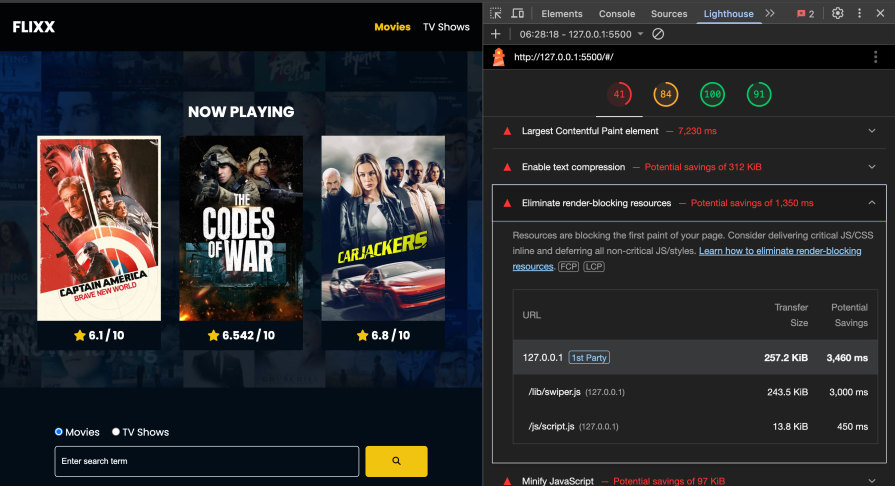 FLIXX
Movies
TV Shows
NOW PLAYING
CAPTAIN AMERICA
BRAVE NEW WORLD
6.1 / 10
THE
CODES
OF WAR
6.542 / 10
CARJACKERS
6.8 / 10
Movies
TV Shows
Enter search term
Elements
Console
Sources
Lighthouse
2
06:28:18 - 127.0.0.1:5500
http://127.0.0.1:5500/#/
41
84
100
91
Largest Contentful Paint element — 7,230 ms
Enable text compression — Potential savings of 312 KiB
Eliminate render-blocking resources — Potential savings of 1,350 ms
Resources are blocking the first paint of your page. Consider delivering critical JS/CSS
inline and deferring all non-critical JS/styles. Learn how to eliminate render-blocking
resources. FCP LCP
URL
Transfer
Size
Potential
Savings
127.0.0.1 1st Party 257.2 KiB 3,460 ms
/lib/swiper.js (127.0.0.1) 243.5 KiB 3,000 ms
/js/script.js (127.0.0.1) 13.8 KiB 450 ms
Minify JavaScript — Potential savings of 97 KiB